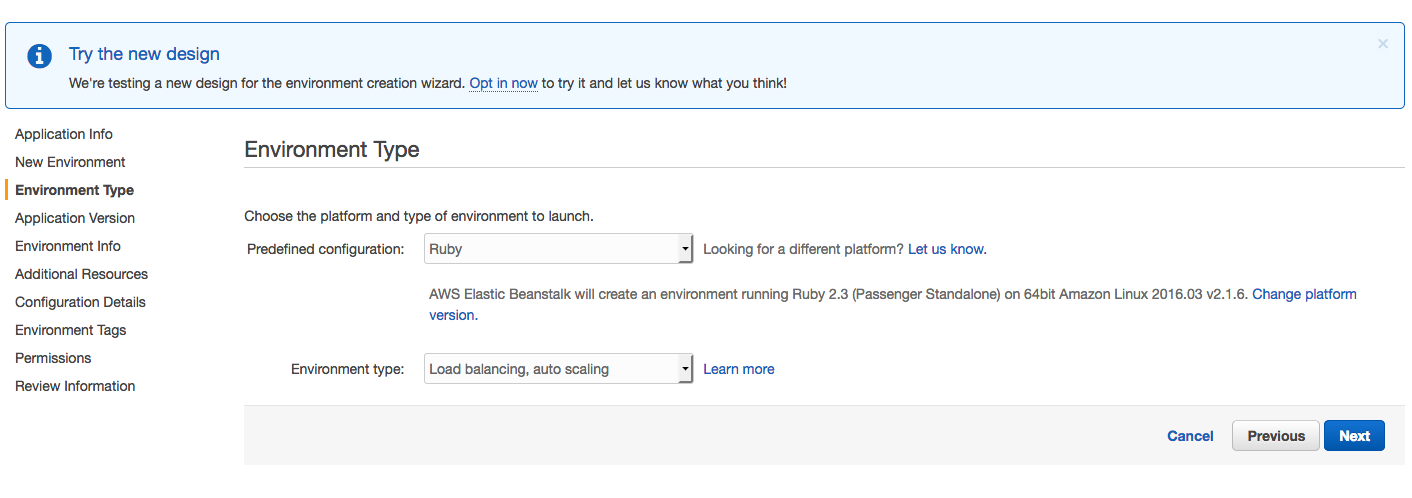 Try the new design
We're testing a new design for the environment creation wizard. Opt in now to try it and let us know what you think!
Application Info
New Environment
Environment Type
Application Version
Environment Info
Additional Resources
Configuration Details
Environment Tags
Permissions
Review Information
Environment Type
Choose the platform and type of environment to launch.
Predefined configuration: Ruby Looking for a different platform? Let us know.
AWS Elastic Beanstalk will create an environment running Ruby 2.3 (Passenger Standalone) on 64bit Amazon Linux 2016.03 v2.1.6. Change platform
version.
Environment type: Load balancing, auto scaling Learn more
Cancel Previous Next